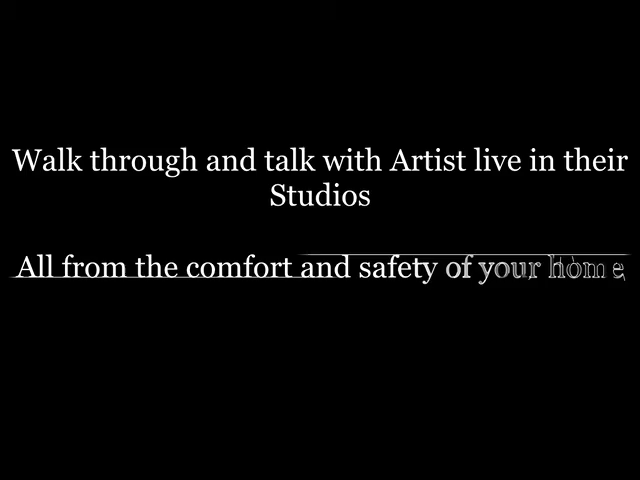 Walk through and talk with Artist live in their
Studios
All from the comfort and safety of your home